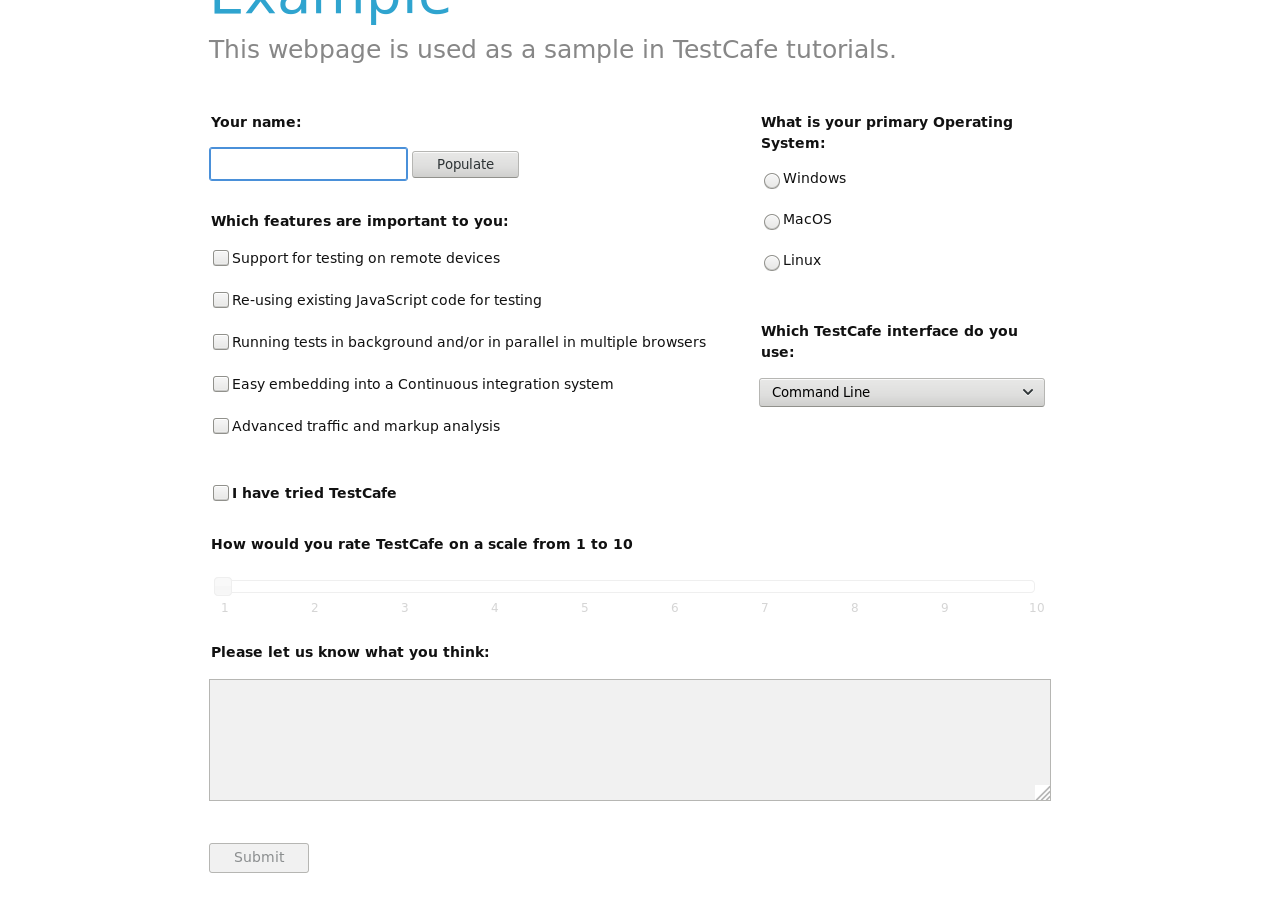 Example
This webpage is used as a sample in TestCafe tutorials.
Your name:
Populate
Which features are important to you:
Support for testing on remote devices
Re-using existing JavaScript code for testing
Running tests in background and/or in parallel in multiple browsers
Easy embedding into a Continuous integration system
Advanced traffic and markup analysis
What is your primary Operating
System:
Windows
MacOS
Linux
Which TestCafe interface do you
use:
Command Line
I have tried TestCafe
How would you rate TestCafe on a scale from 1 to 10
1 2 3 4 5 6 7 8 9 10
Please let us know what you think:
Submit